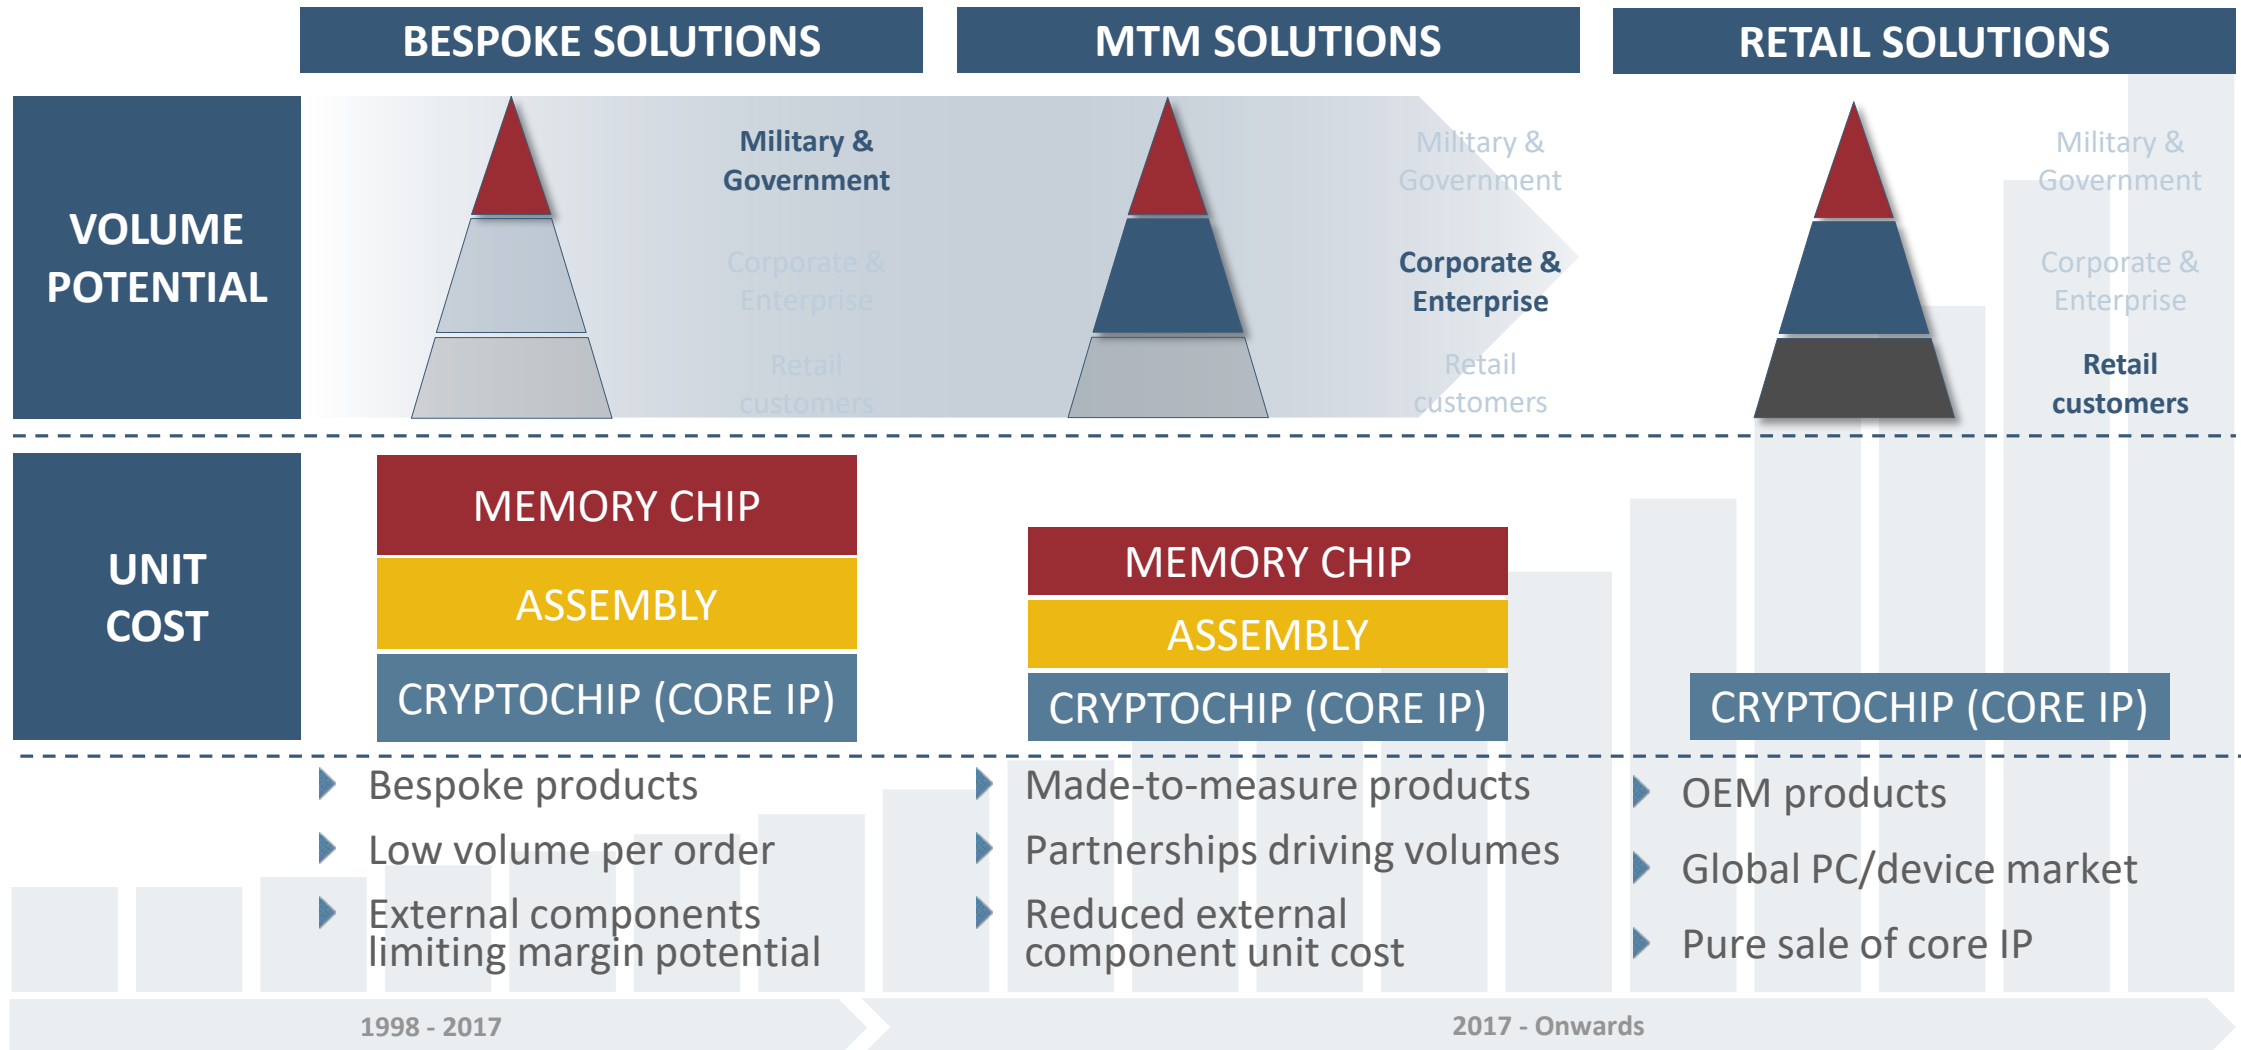 BESPOKE SOLUTIONS
MTM SOLUTIONS
RETAIL SOLUTIONS
VOLUME
POTENTIAL
Military &
Government
Corporate &
Enterprise
Retail
customers
Military &
Government
Corporate &
Enterprise
Retail
customers
Military &
Government
Corporate &
Enterprise
Retail
customers
UNIT
COST
MEMORY CHIP
ASSEMBLY
CRYPTOCHIP (CORE IP)
MEMORY CHIP
ASSEMBLY
CRYPTOCHIP (CORE IP)
CRYPTOCHIP (CORE IP)
Bespoke products
Low volume per order
External components
limiting margin potential
Made-to-measure products
Partnerships driving volumes
Reduced external
component unit cost
OEM products
Global PC/device market
Pure sale of core IP
1998 - 2017
2017 - Onwards